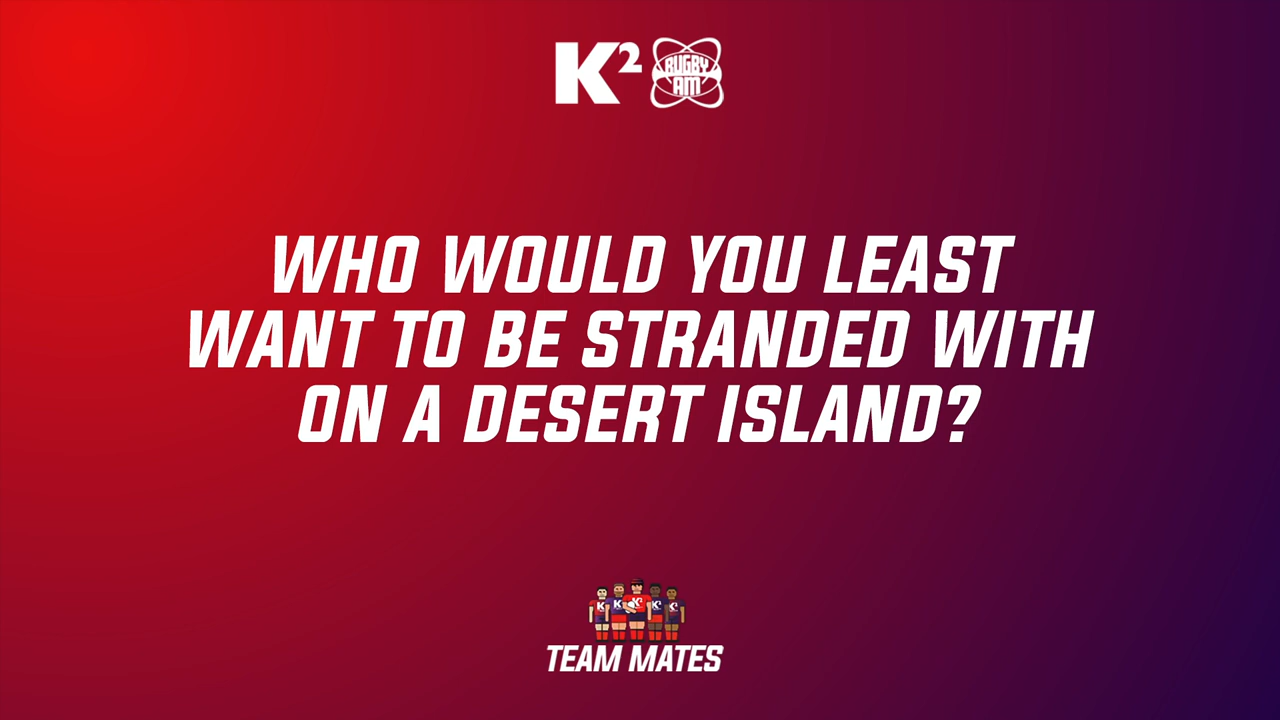 K²
RUGBY
AM
WHO WOULD YOU LEAST
WANT TO BE STRANDED WITH
ON A DESERT ISLAND?
TEAM MATES